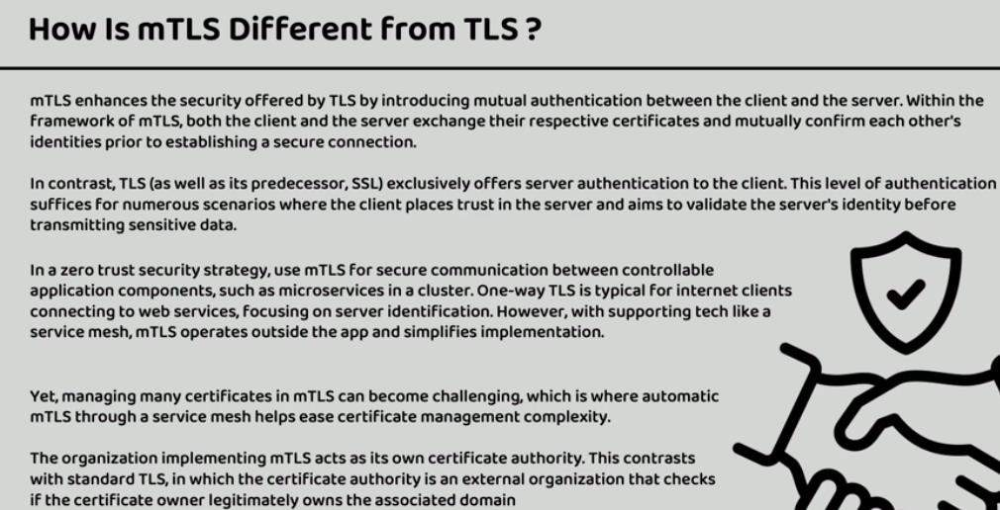 How Is mTLS Different from TLS ?
mTLS enhances the security offered by TLS by introducing mutual authentication between the client and the server. Within the
framework of mTLS, both the client and the server exchange their respective certificates and mutually confirm each other's
identities prior to establishing a secure connection.
In contrast, TLS (as well as its predecessor, SSL) exclusively offers server authentication to the client. This level of authentication
suffices for numerous scenarios where the client places trust in the server and aims to validate the server's identity before
transmitting sensitive data.
In a zero trust security strategy, use mTLS for secure communication between controllable
application components, such as microservices in a cluster. One-way TLS is typical for internet clients
connecting to web services, focusing on server identification. However, with supporting tech like a
service mesh, mTLS operates outside the app and simplifies implementation.
Yet, managing many certificates in mTLS can become challenging, which is where automatic
mTLS through a service mesh helps ease certificate management complexity.
The organization implementing mTLS acts as its own certificate authority. This contrasts
with standard TLS, in which the certificate authority is an external organization that checks
if the certificate owner legitimately owns the associated domain